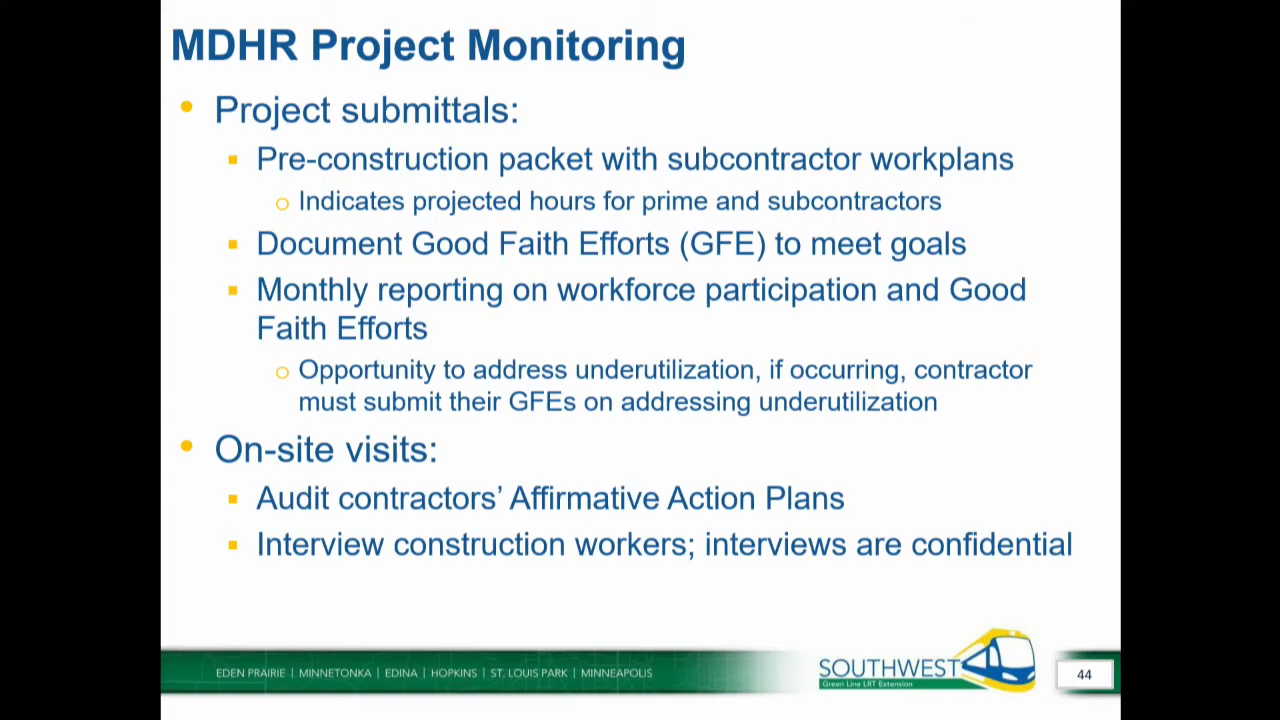 MDHR Project Monitoring
• Project submittals:
▪ Pre-construction packet with subcontractor workplans
o Indicates projected hours for prime and subcontractors
▪ Document Good Faith Efforts (GFE) to meet goals
▪ Monthly reporting on workforce participation and Good
Faith Efforts
o Opportunity to address underutilization, if occurring, contractor
must submit their GFEs on addressing underutilization
• On-site visits:
▪ Audit contractors’ Affirmative Action Plans
▪ Interview construction workers; interviews are confidential
EDEN PRAIRIE | MINNETONKA | EDINA | HOPKINS | ST. LOUIS PARK | MINNEAPOLIS
SOUTHWEST
Green Line LRT Extension
44